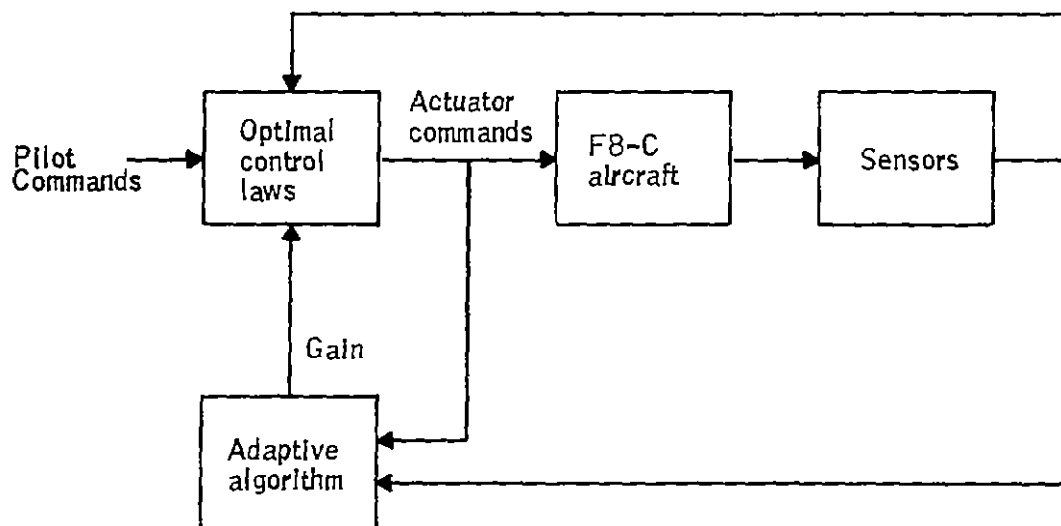 Pilot
Commands
Optimal
control
laws
Actuator
commands
F8-C
aircraft
Sensors
Gain
Adaptive
algorithm